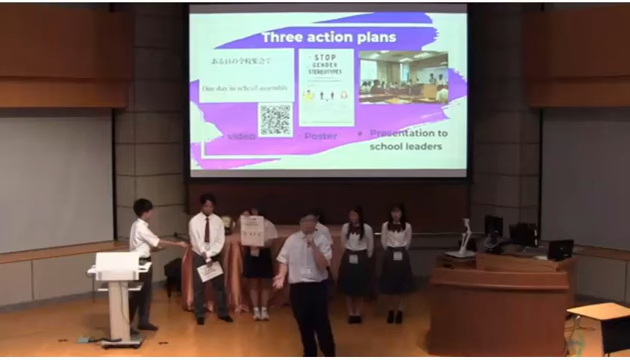 Three action plans
ある日の全校集会で
One day in school assembly
STOP
GENDER
STEREOTYPES
video
Poster
Presentation to
school leaders